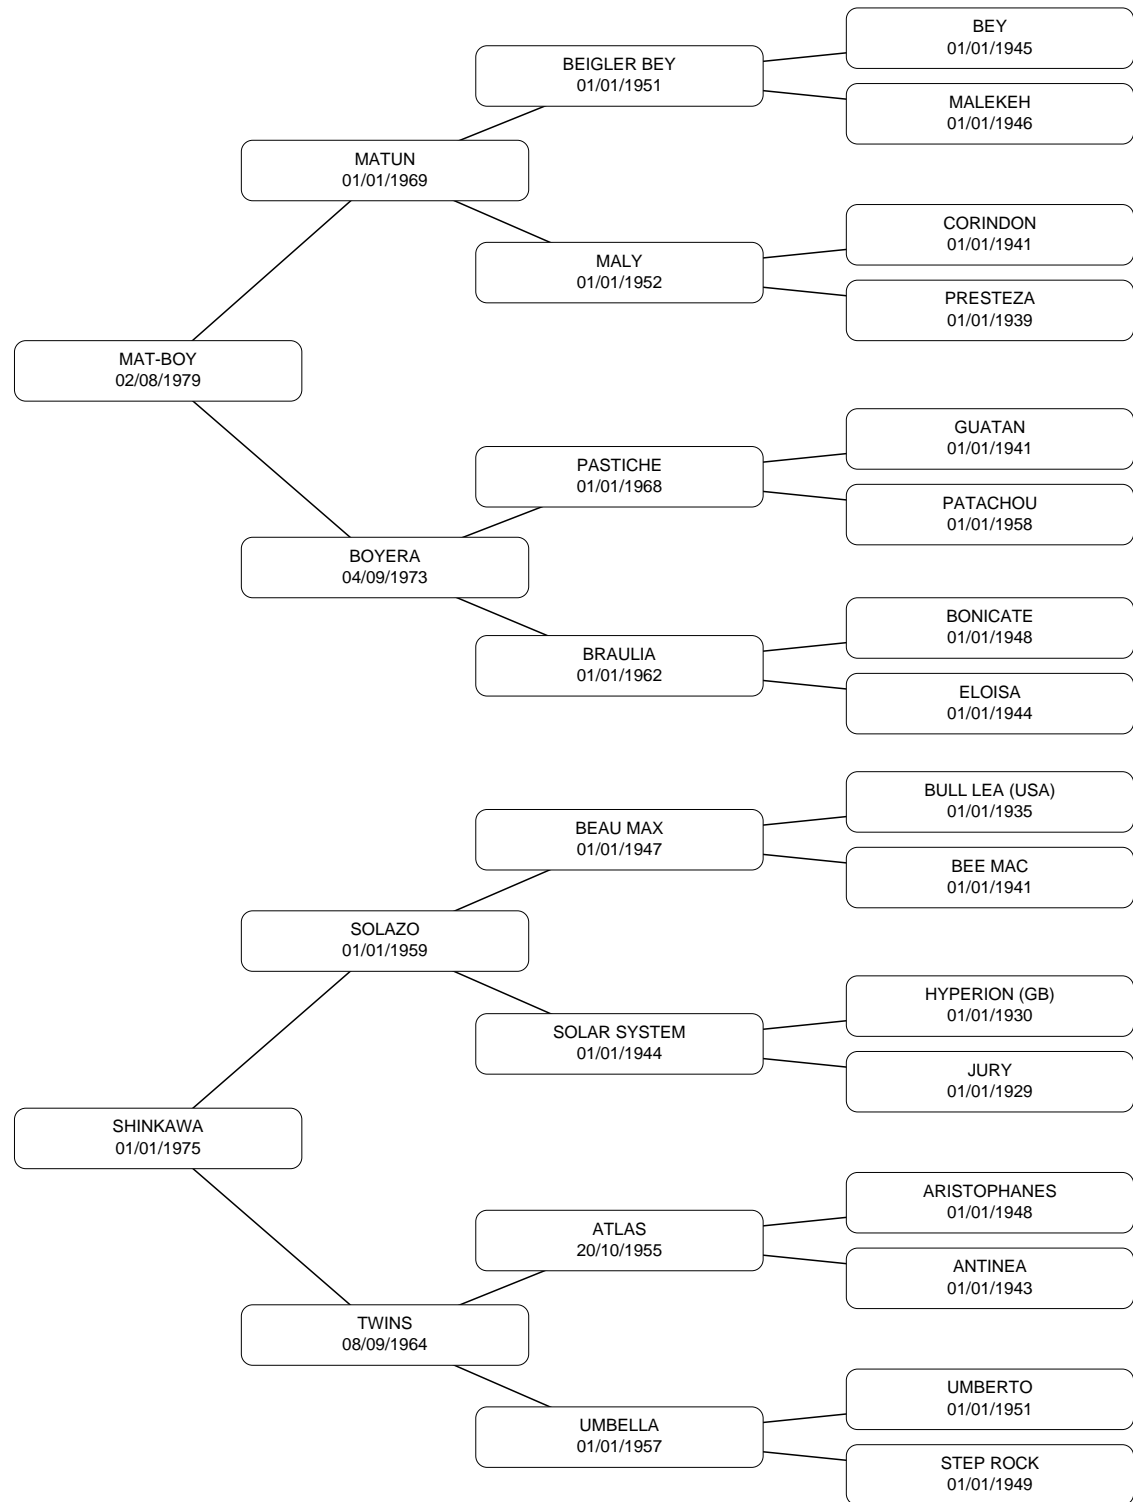 BEY
01/01/1945
BEIGLER BEY
01/01/1951
MALEKEH
01/01/1946
MATUN
01/01/1969
CORINDON
01/01/1941
MALY
01/01/1952
PRESTEZA
01/01/1939
MAT-BOY
02/08/1979
GUATAN
01/01/1941
PASTICHE
01/01/1968
PATACHOU
01/01/1958
BOYERA
04/09/1973
BONICATE
01/01/1948
BRAULIA
01/01/1962
ELOISA
01/01/1944
BULL LEA (USA)
01/01/1935
BEAU MAX
01/01/1947
BEE MAC
01/01/1941
SOLAZO
01/01/1959
HYPERION (GB)
01/01/1930
SOLAR SYSTEM
01/01/1944
JURY
01/01/1929
SHINKAWA
01/01/1975
ARISTOPHANES
01/01/1948
ATLAS
20/10/1955
ANTINEA
01/01/1943
TWINS
08/09/1964
UMBERTO
01/01/1951
UMBELLA
01/01/1957
STEP ROCK
01/01/1949